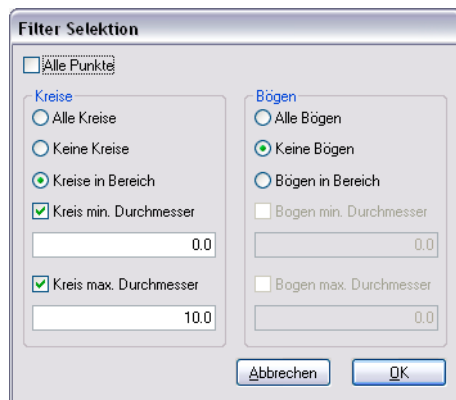 Filter Selektion
Alle Punkte
Kreise
Alle Kreise
Keine Kreise
Kreise in Bereich
Kreis min. Durchmesser
0.0
Kreis max. Durchmesser
10.0
Bögen
Alle Bögen
Keine Bögen
Bögen in Bereich
Bogen min. Durchmesser
0.0
Bogen max. Durchmesser
0.0
Abbrechen
OK